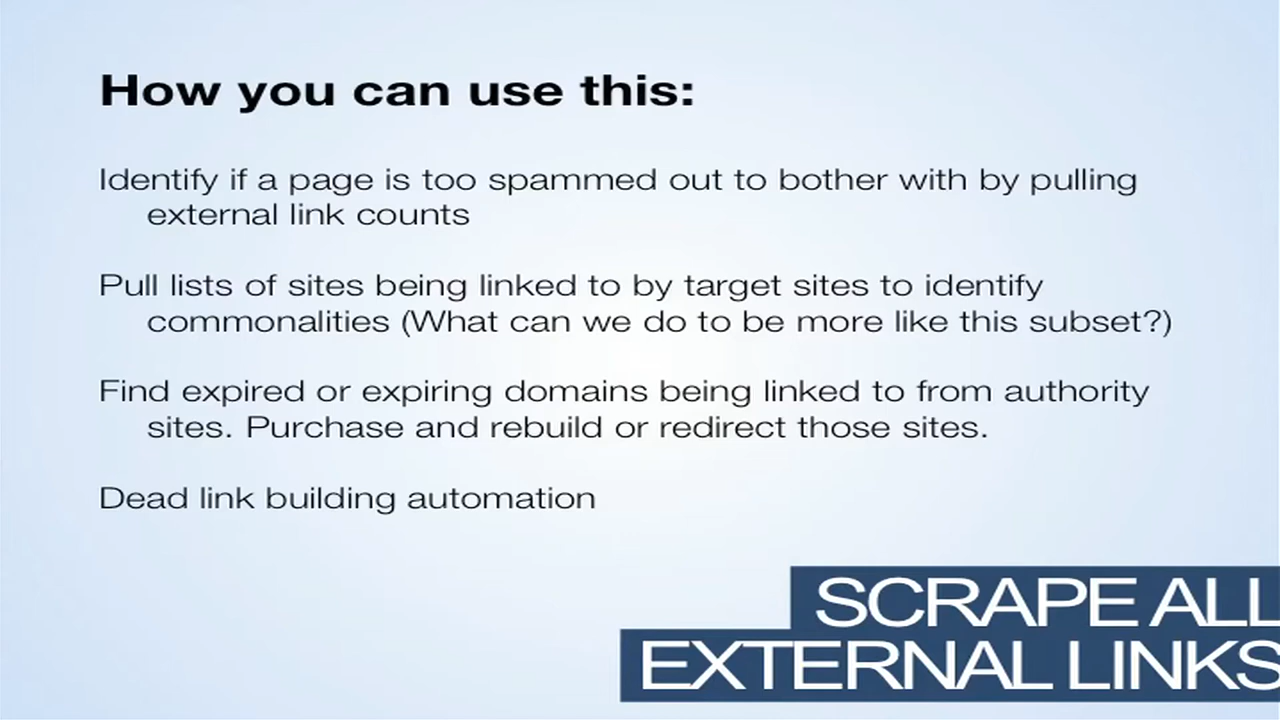 How you can use this:
Identify if a page is too spammed out to bother with by pulling
external link counts
Pull lists of sites being linked to by target sites to identify
commonalities (What can we do to be more like this subset?)
Find expired or expiring domains being linked to from authority
sites. Purchase and rebuild or redirect those sites.
Dead link building automation
SCRAPE ALL
EXTERNAL LINKS